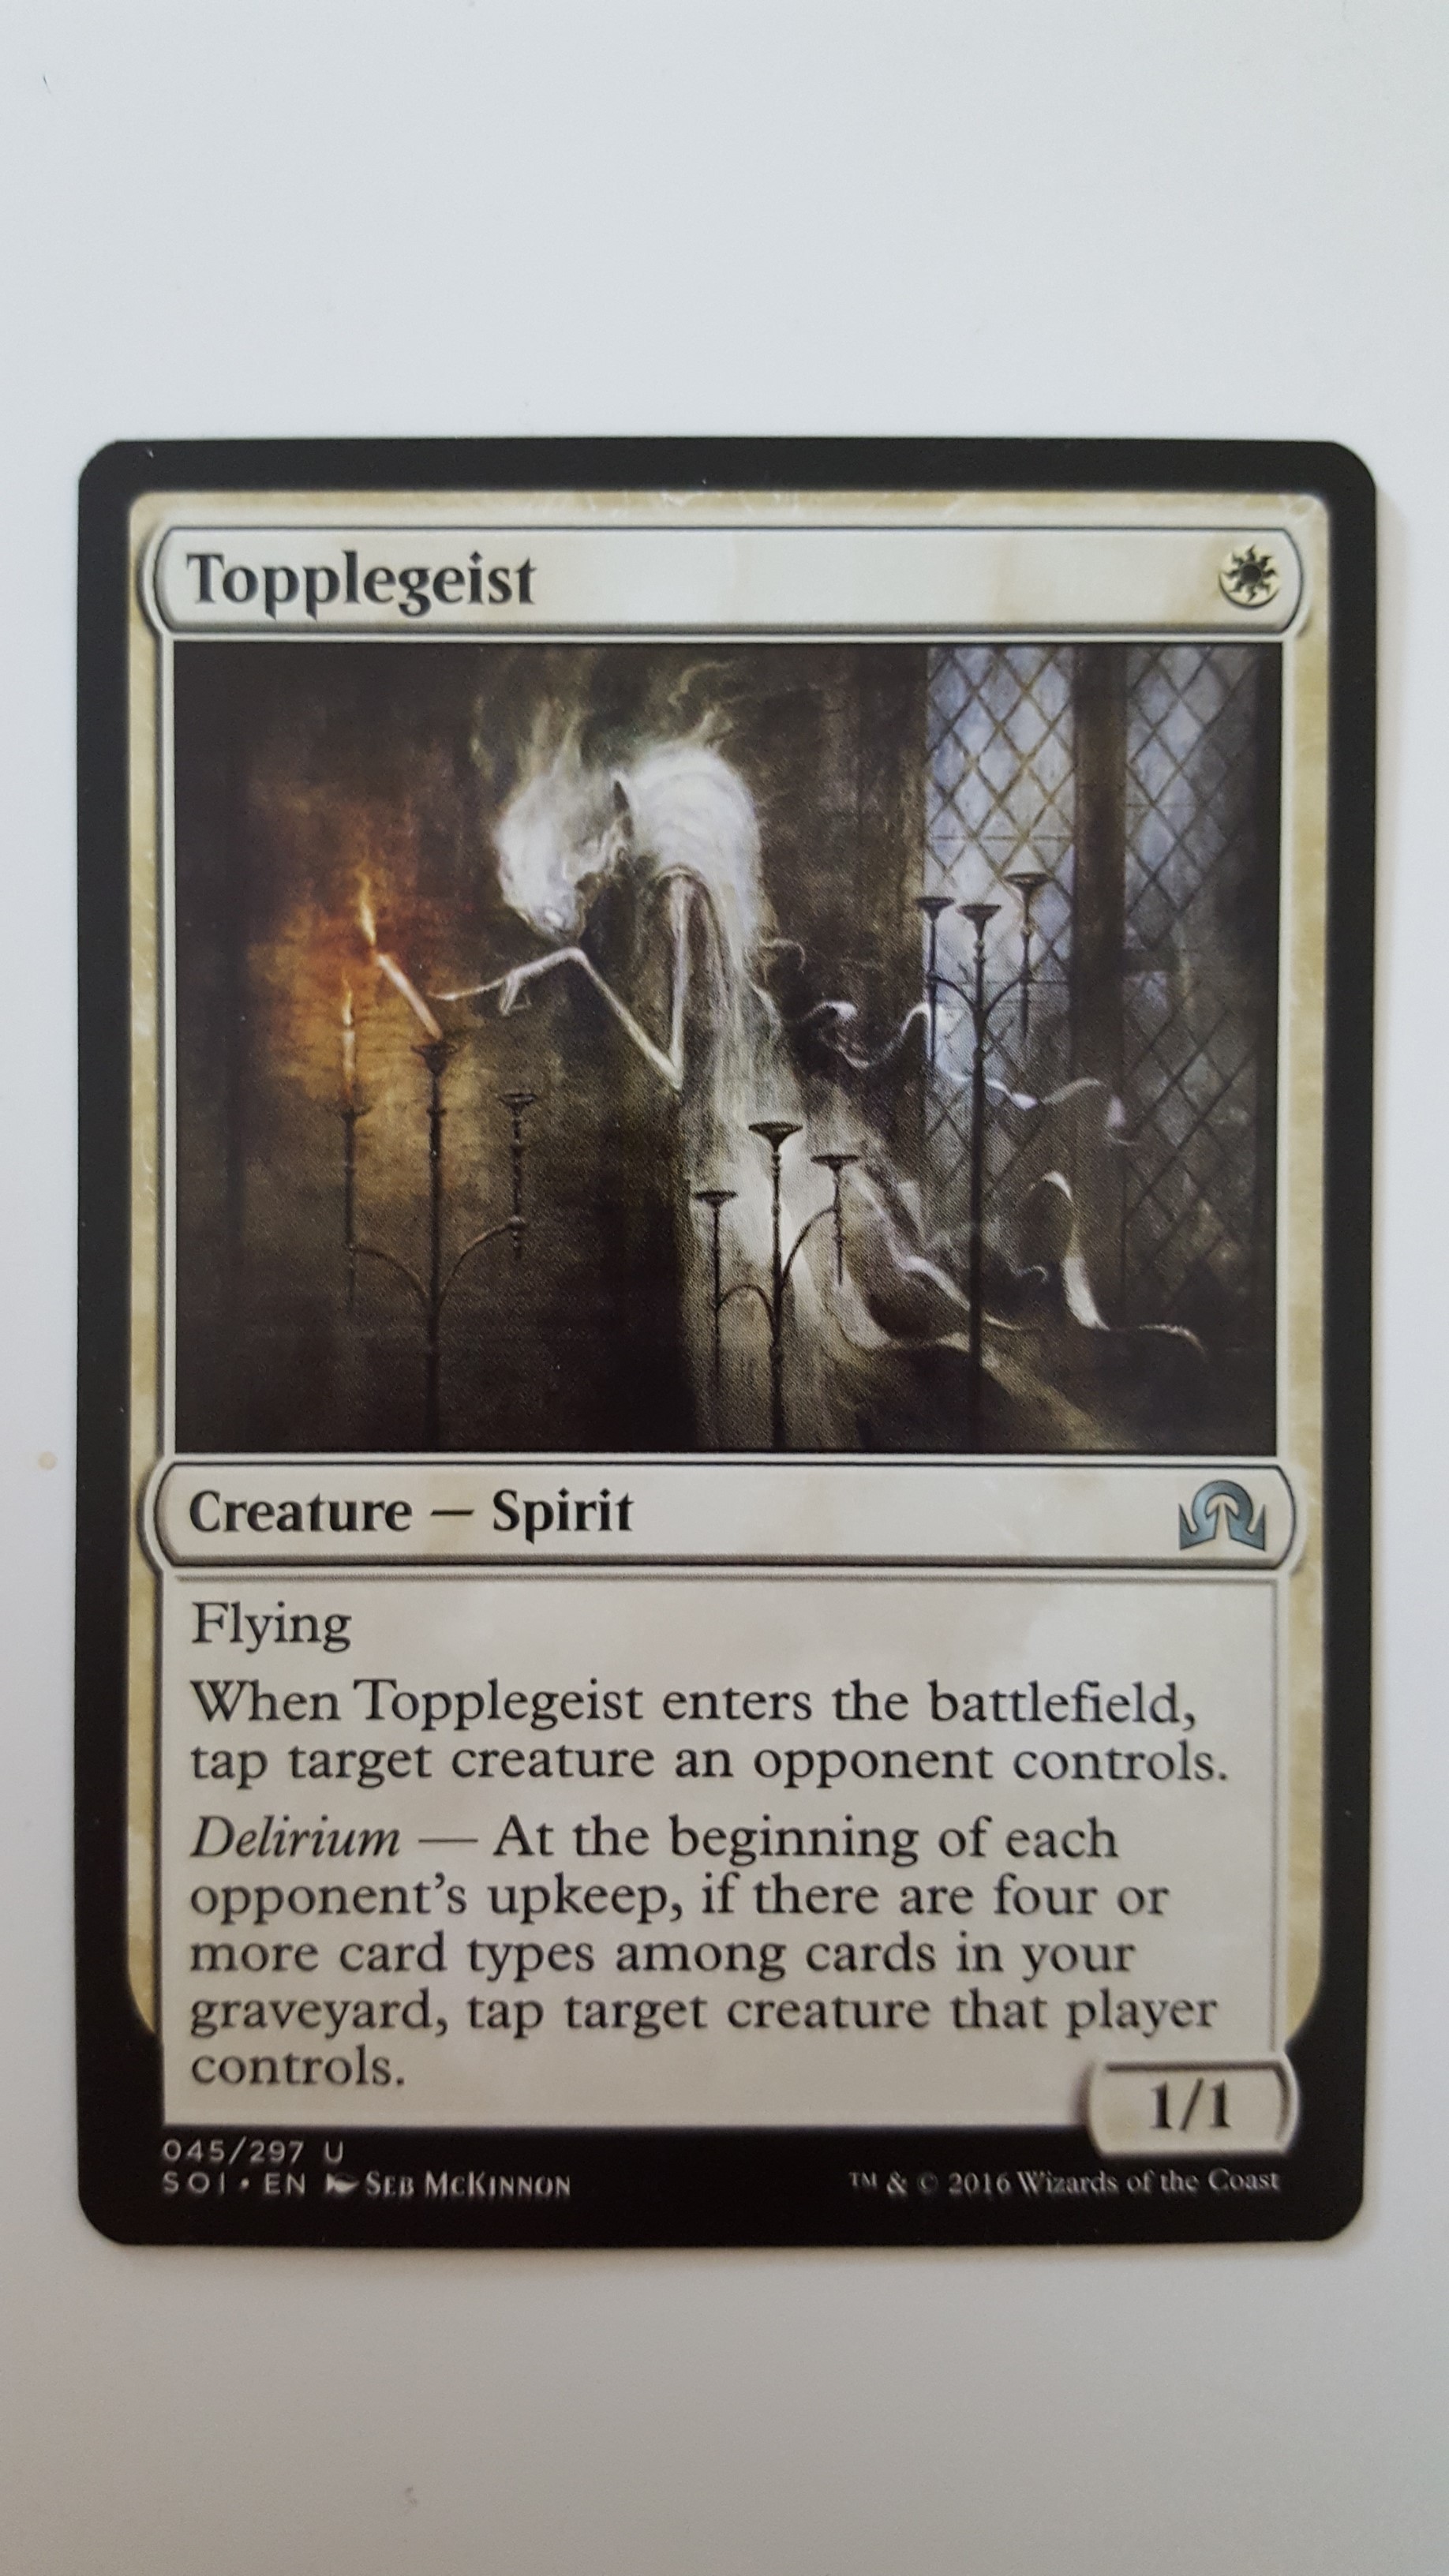 Topplegeist
Creature — Spirit
Flying
When Topplegeist enters the battlefield,
tap target creature an opponent controls.
Delirium — At the beginning of each
opponent's upkeep, if there are four or
more card types among cards in your
graveyard, tap target creature that player
controls.
1/1
045/297 U
SOI • EN SEB MCKINNON
™ & © 2016 Wizards of the Coast